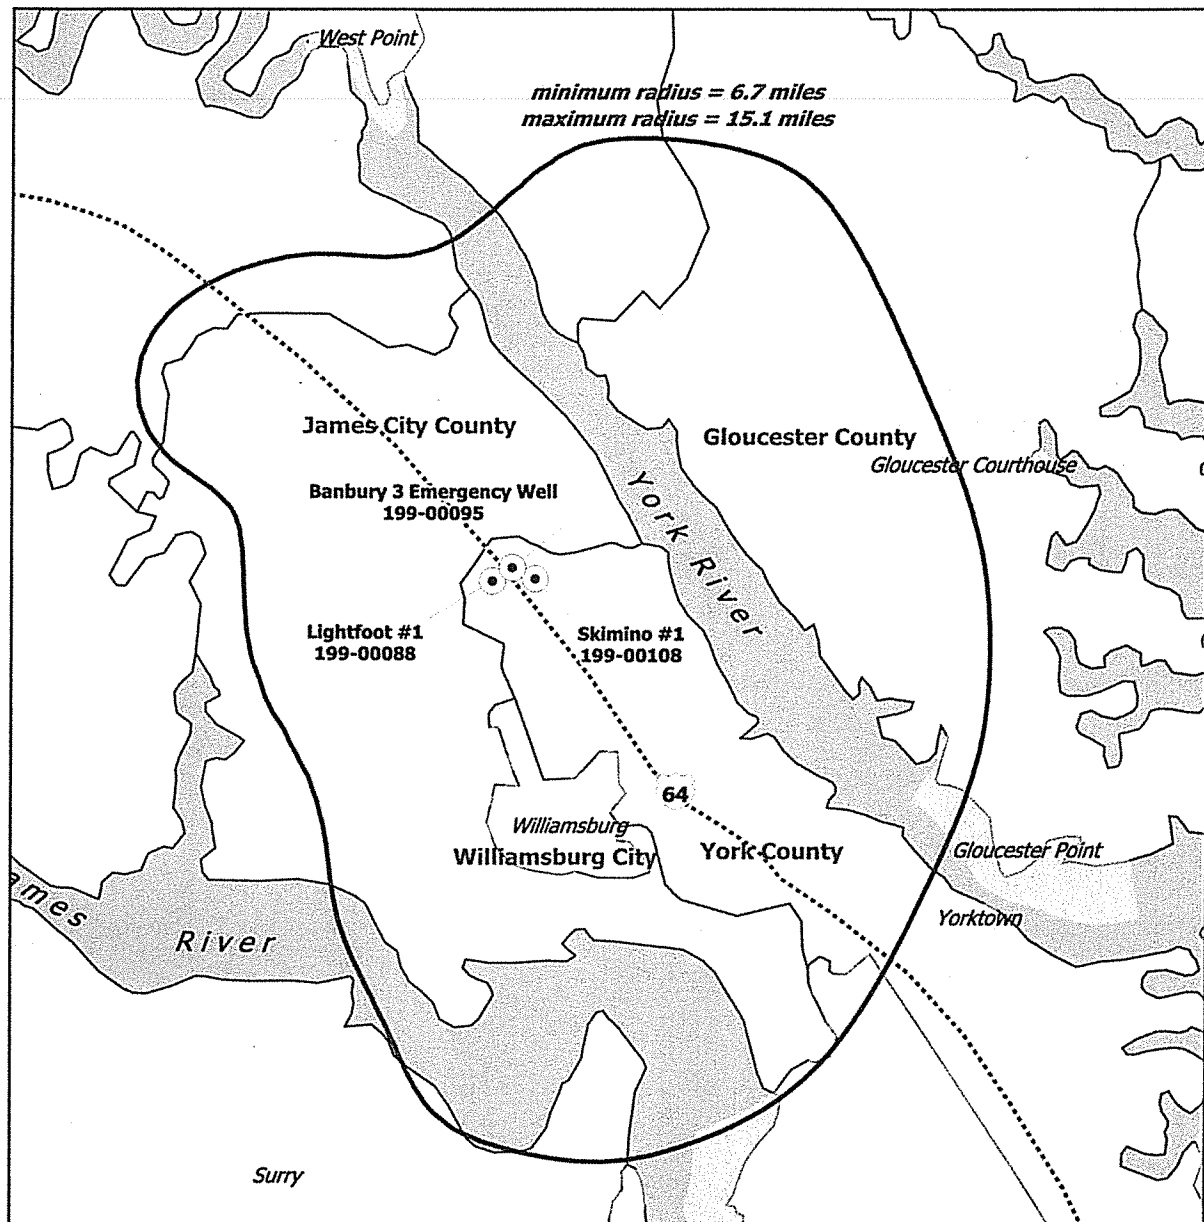 West Point
minimum radius = 6.7 miles
maximum radius = 15.1 miles
James City County
Gloucester County
Gloucester Courthouse
Banbury 3 Emergency Well
199-00095
York River
Lightfoot #1
199-00088
Skimino #1
199-00108
64
Williamsburg
Williamsburg City
York County
Gloucester Point
Yorktown
ames
River
Surry